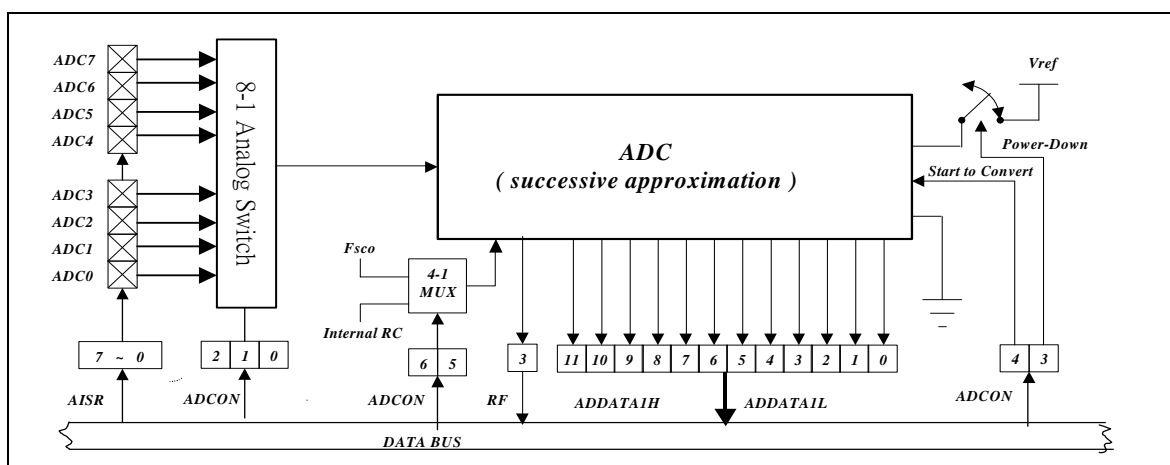 ADC7
ADC6
ADC5
ADC4
ADC3
ADC2
ADC1
ADC0
8-1 Analog Switch
ADC
( successive approximation )
Vref
Power-Down
Start to Convert
Fsco
4-1
MUX
Internal RC
7 ~ 0
2 1 0
6 5
3
11 10 9 8 7 6 5 4 3 2 1 0
4 3
AISR
ADCON
ADCON
RF
ADDATA1H
ADDATA1L
ADCON
DATA BUS